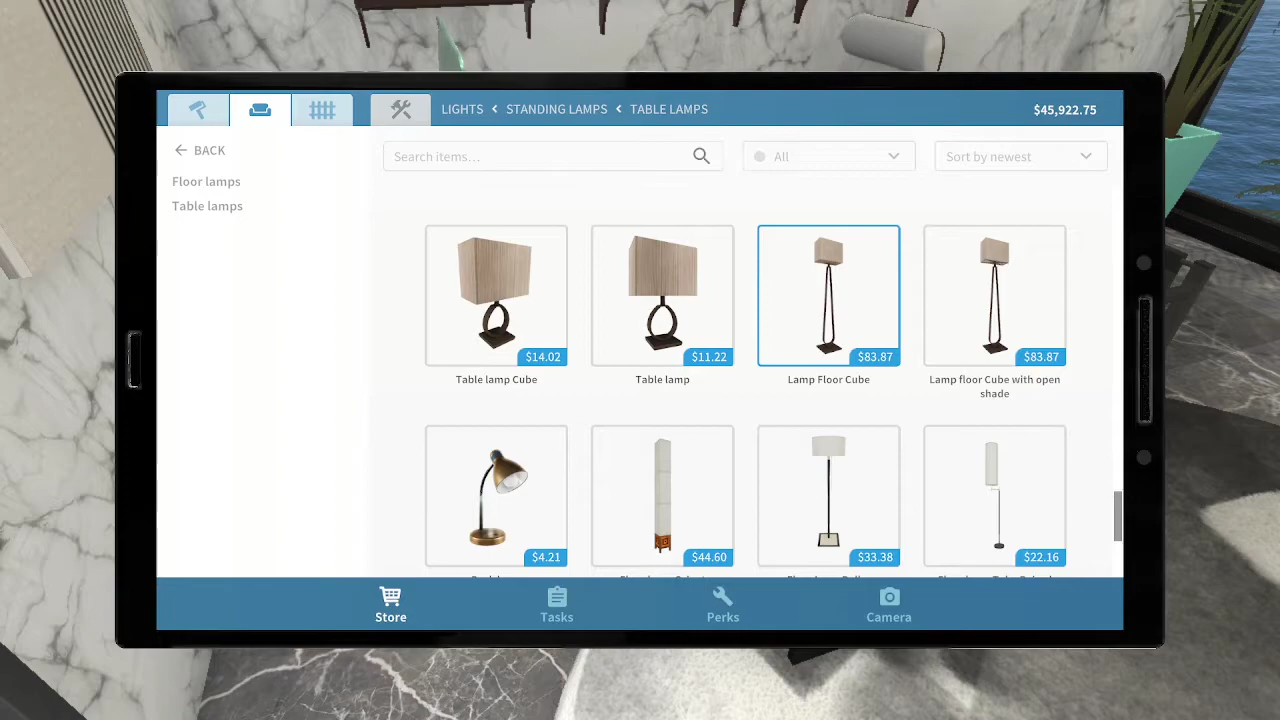 LIGHTS < STANDING LAMPS < TABLE LAMPS
$45,922.75
BACK
Floor lamps
Table lamps
Search items...
All
Sort by newest
$14.02
$11.22
$83.87
$83.87
Table lamp Cube
Table lamp
Lamp Floor Cube
Lamp floor Cube with open
shade
$4.21
$44.60
$33.38
$22.16
Store
Tasks
Perks
Camera